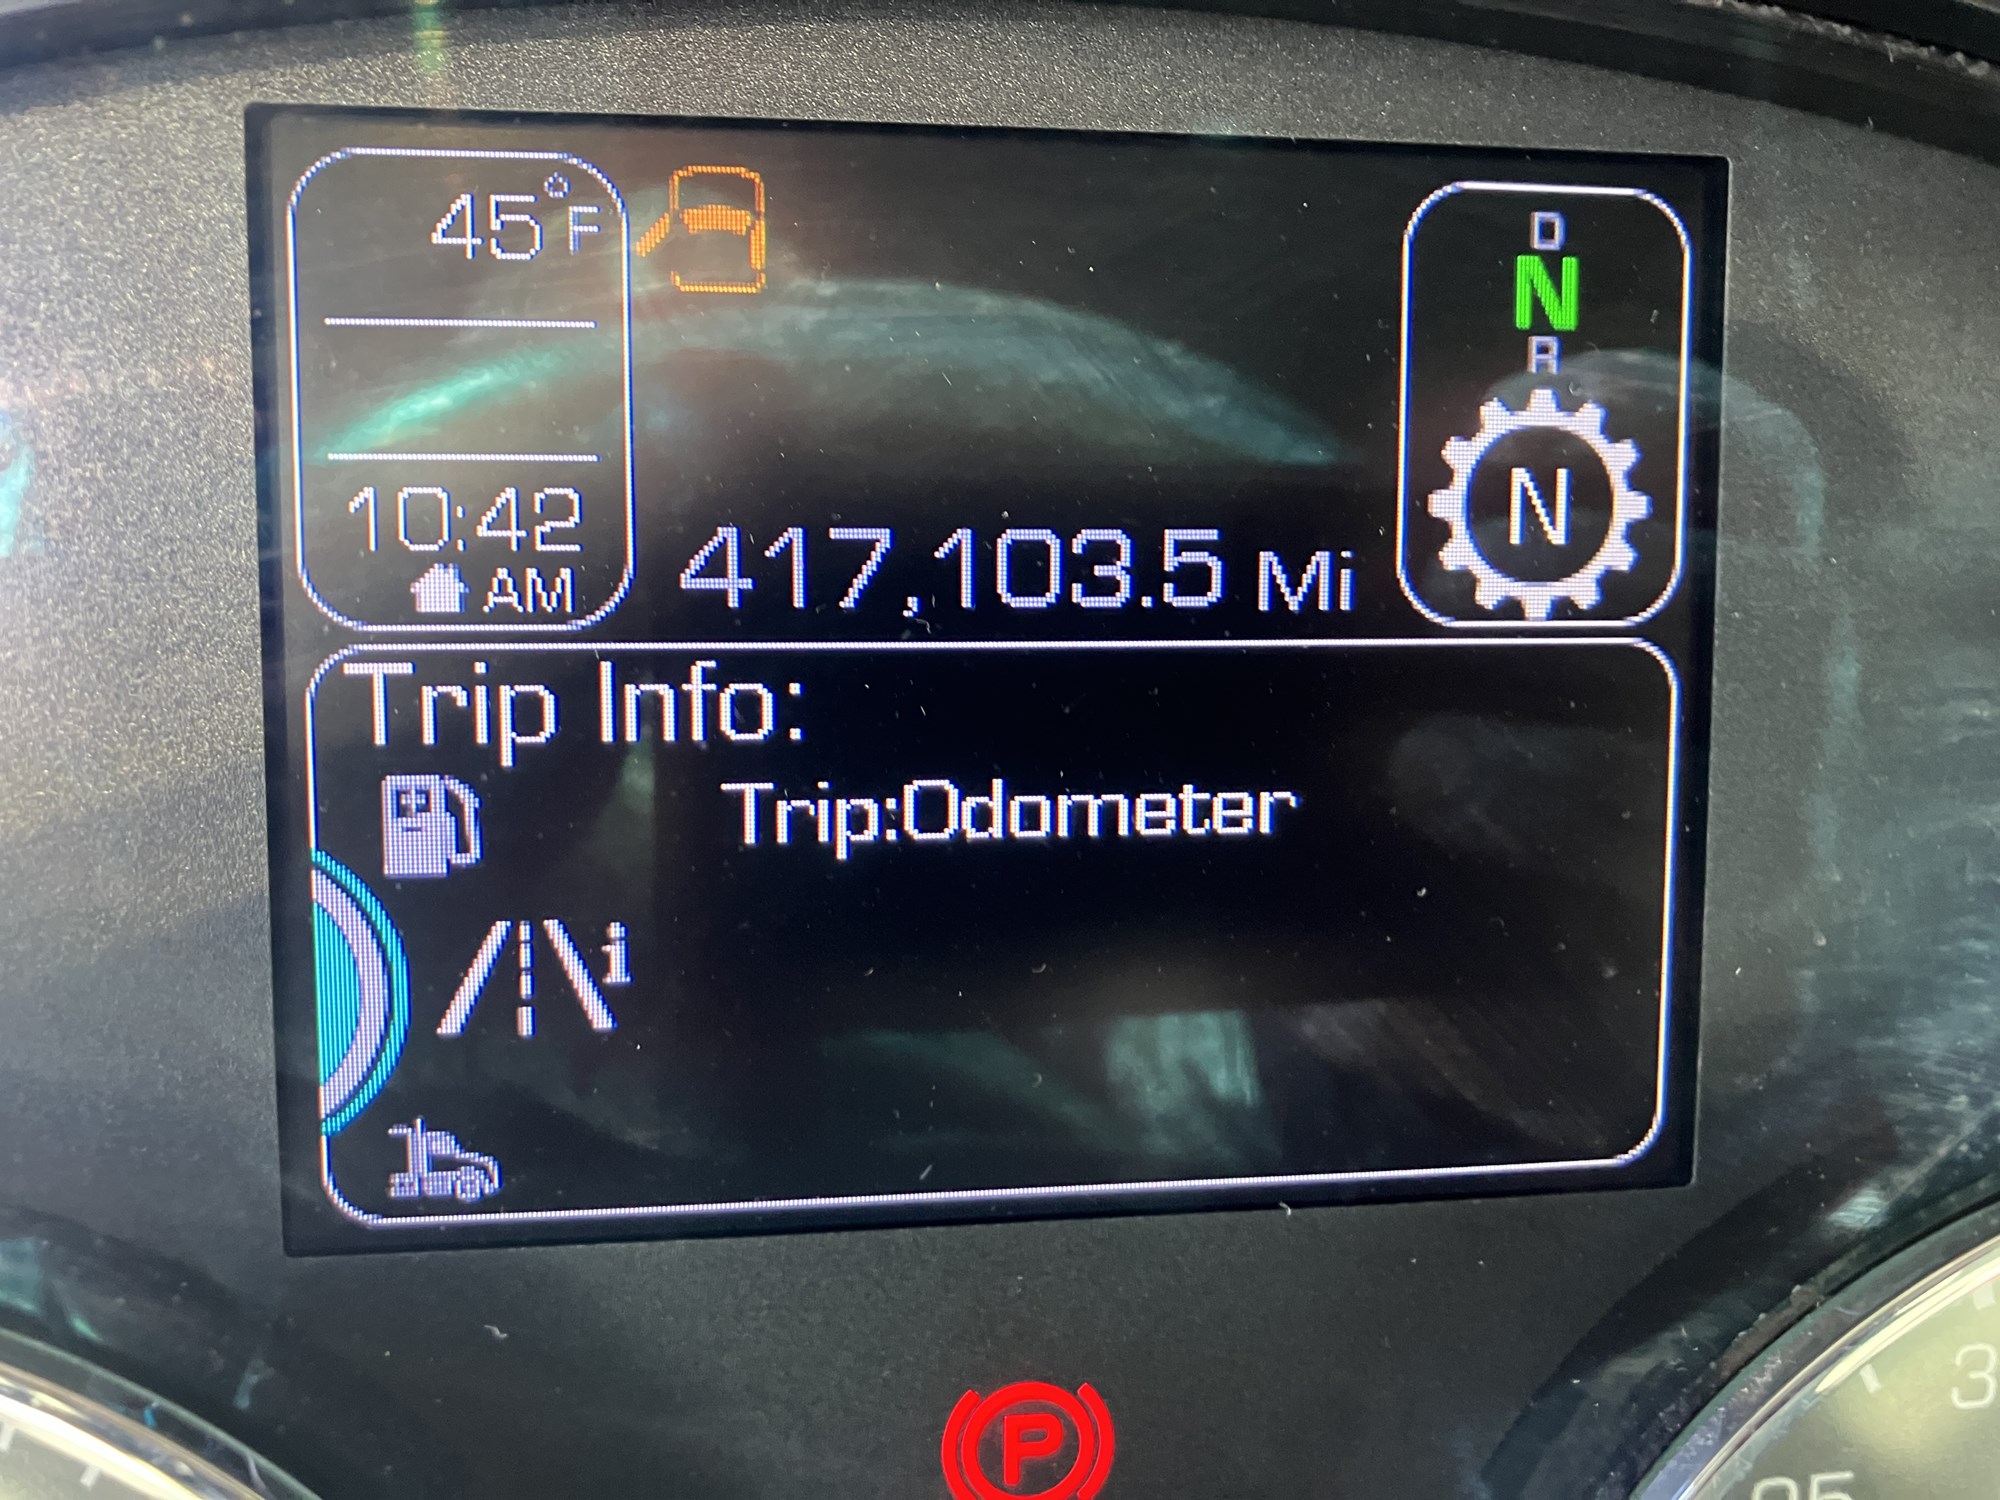 45°F
10:42
AM
417,103.5 Mi
D
N
R
N
Trip Info:
Trip:Odometer
i
P